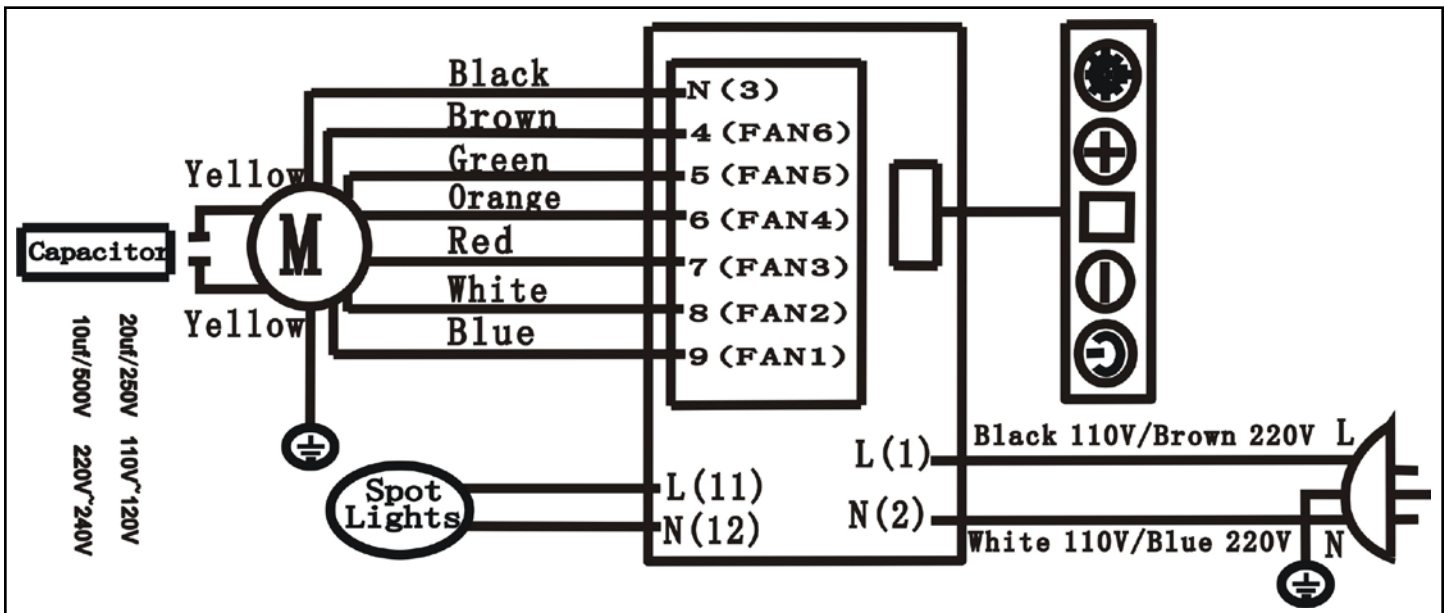 Black
Brown
Green
Orange
Red
White
Blue
Yellow
M
Yellow
Capacitor
20uf/250V 110V~120V
10uf/500V 220V~240V
N(3)
4(FAN6)
5(FAN5)
6(FAN4)
7(FAN3)
8(FAN2)
9(FAN1)
Spot
Lights
L(11)
N(12)
L(1)
N(2)
Black 110V/Brown 220V L
White 110V/Blue 220V N